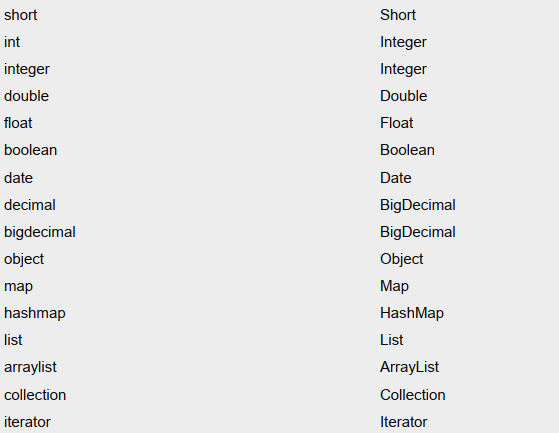 short Short
int Integer
integer Integer
double Double
float Float
boolean Boolean
date Date
decimal BigDecimal
bigdecimal BigDecimal
object Object
map Map
hashmap HashMap
list List
arraylist ArrayList
collection Collection
iterator Iterator